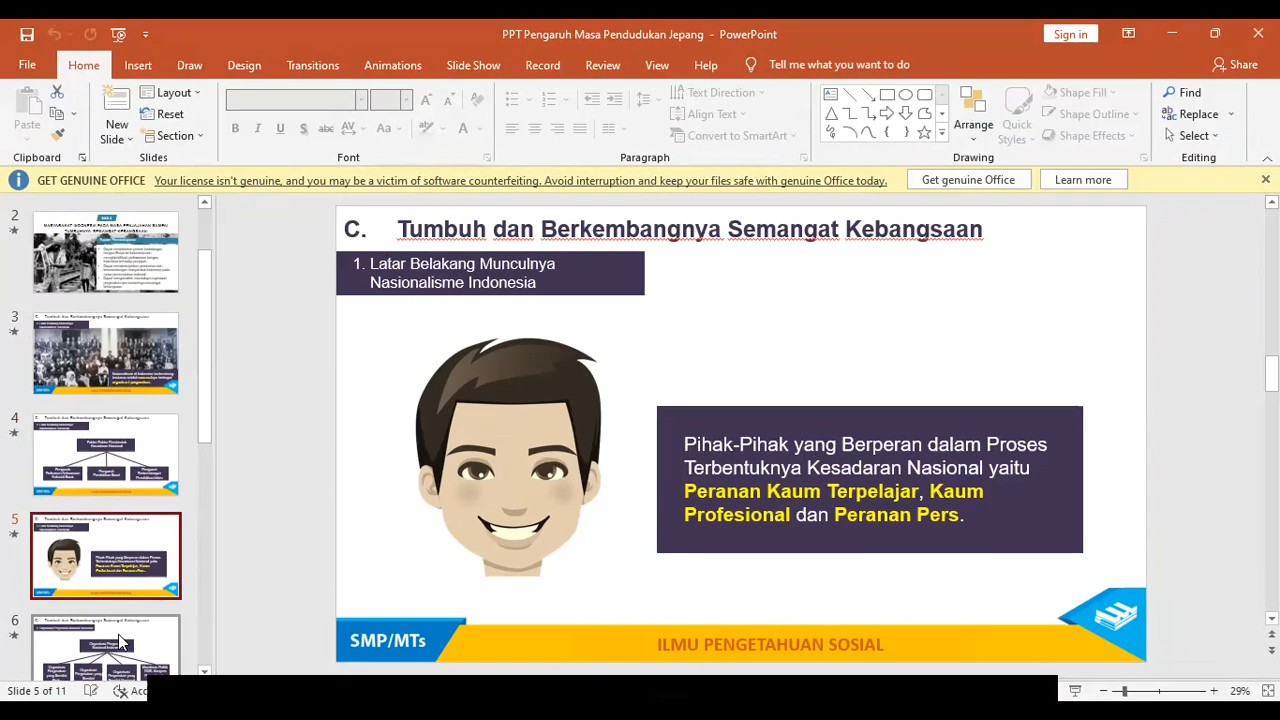 PPT Pengaruh Masa Pendudukan Jepang - PowerPoint
Sign in
File Home Insert Draw Design Transitions Animations Slide Show Record Review View Help Tell me what you want to do Share
Paste
Clipboard
New Slide
Layout
Reset
Section
Slides
Font
Text Direction
Align Text
Convert to SmartArt
Paragraph
Arrange
Quick Styles
Shape Fill
Shape Outline
Shape Effects
Drawing
Find
Replace
Select
Editing
GET GENUINE OFFICE Your license isn't genuine, and you may be a victim of software counterfeiting. Avoid interruption and keep your files safe with genuine Office today. Get genuine Office Learn more
2
3
4
5
6
C. Tumbuh dan Berkembangnya Semangat Kebangsaan
1. Latar Belakang Munculnya
Nasionalisme Indonesia
Pihak-Pihak yang Berperan dalam Proses
Terbentuknya Kesadaran Nasional yaitu
Peranan Kaum Terpelajar, Kaum
Profesional dan Peranan Pers.
SMP/MTs
ILMU PENGETAHUAN SOSIAL
Slide 5 of 11
29%